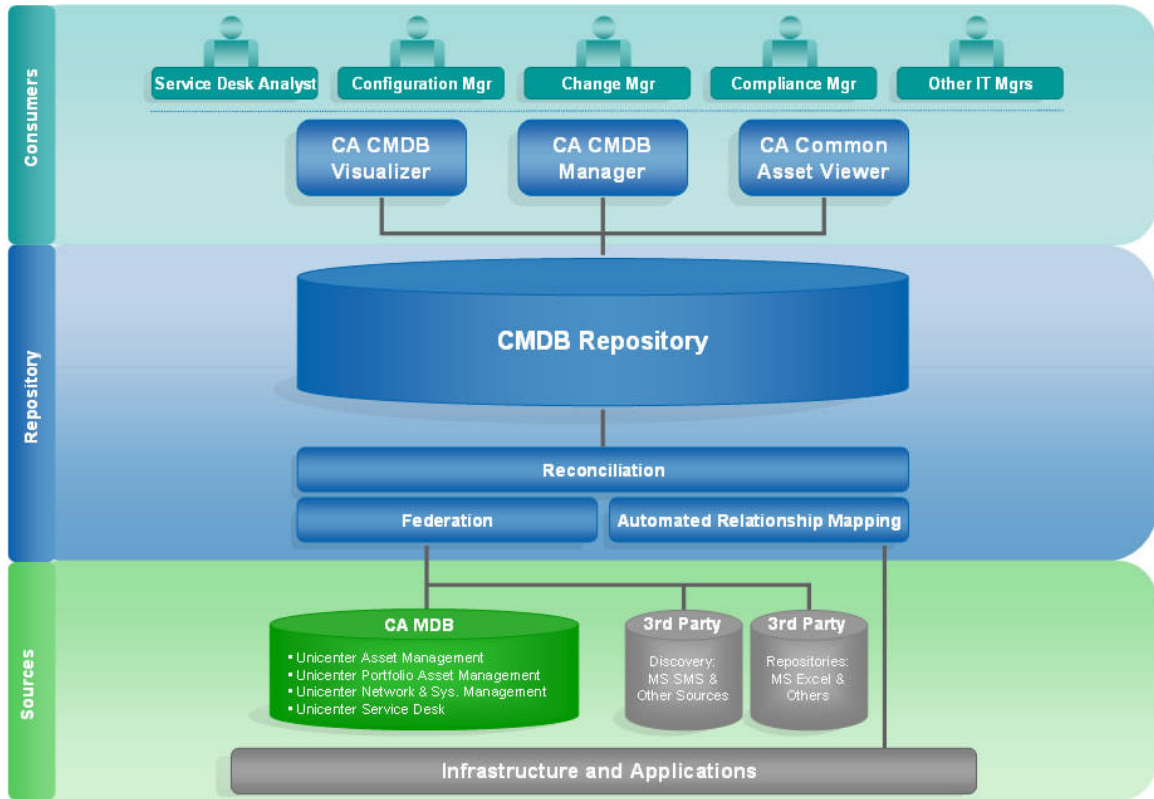 Consumers
Service Desk Analyst
Configuration Mgr
Change Mgr
Compliance Mgr
Other IT Mgrs
CA CMDB
Visualizer
CA CMDB
Manager
CA Common
Asset Viewer
Repository
CMDB Repository
Reconciliation
Federation
Automated Relationship Mapping
Sources
CA MDB
▪ Unicenter Asset Management
▪ Unicenter Portfolio Asset Management
▪ Unicenter Network & Sys. Management
▪ Unicenter Service Desk
3rd Party
Discovery:
MS SMS &
Other Sources
3rd Party
Repositories:
MS Excel &
Others
Infrastructure and Applications